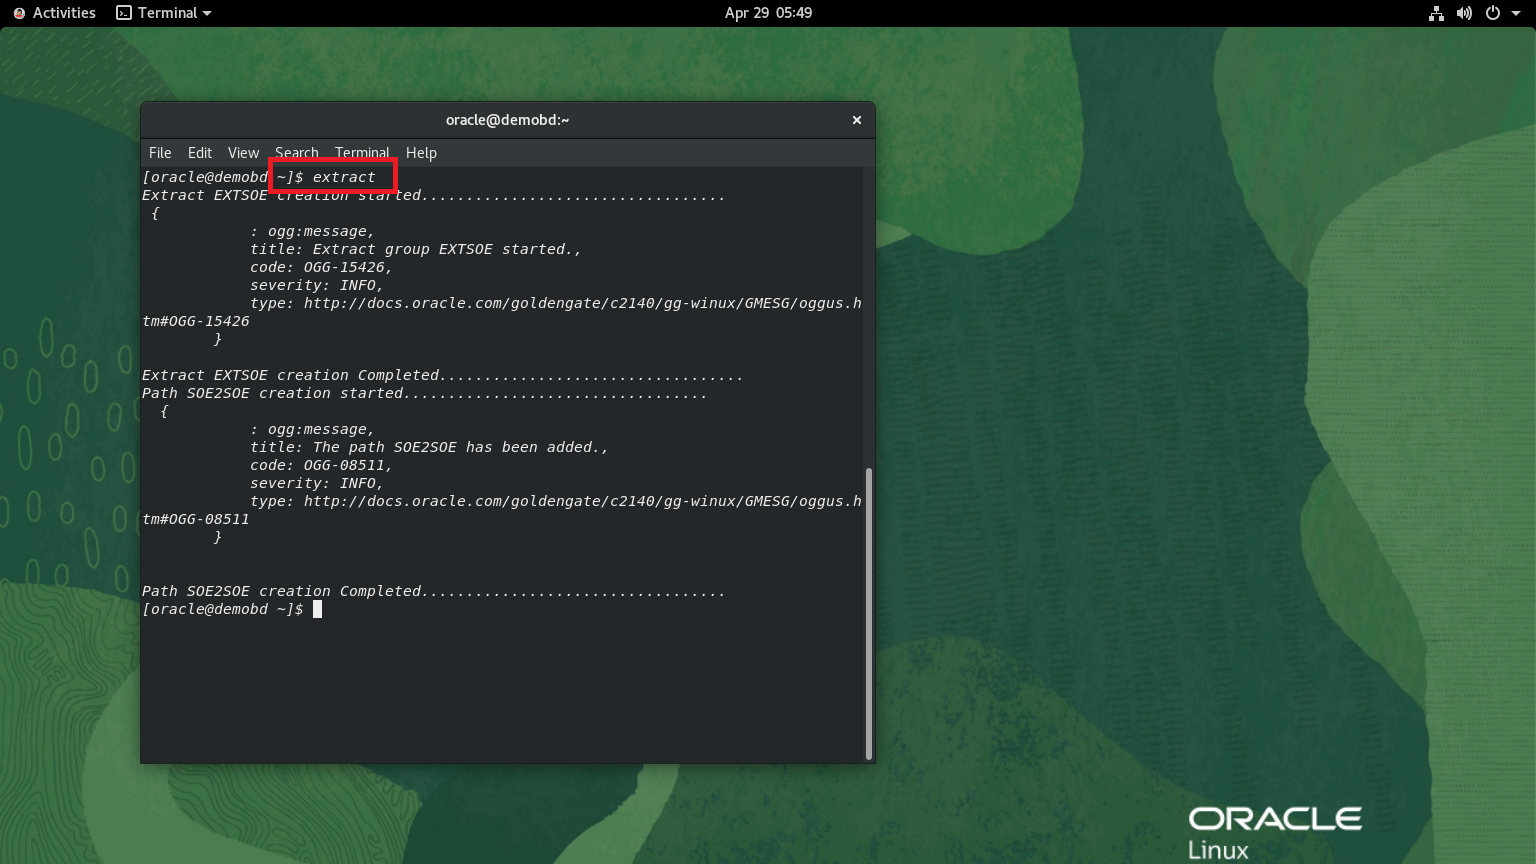 Activities Terminal Apr 29 05:49
oracle@demobd:~
File Edit View Search Terminal Help
[oracle@demobd ~]$ extract
Extract EXTSOE creation started..................................
{
: ogg:message,
title: Extract group EXTSOE started.,
code: OGG-15426,
severity: INFO,
type: http://docs.oracle.com/goldengate/c2140/gg-winux/GMESG/oggus.h
tm#OGG-15426
}
Extract EXTSOE creation Completed..................................
Path SOE2SOE creation started..................................
{
: ogg:message,
title: The path SOE2SOE has been added.,
code: OGG-08511,
severity: INFO,
type: http://docs.oracle.com/goldengate/c2140/gg-winux/GMESG/oggus.h
tm#OGG-08511
}
Path SOE2SOE creation Completed..................................
[oracle@demobd ~]$
ORACLE
Linux